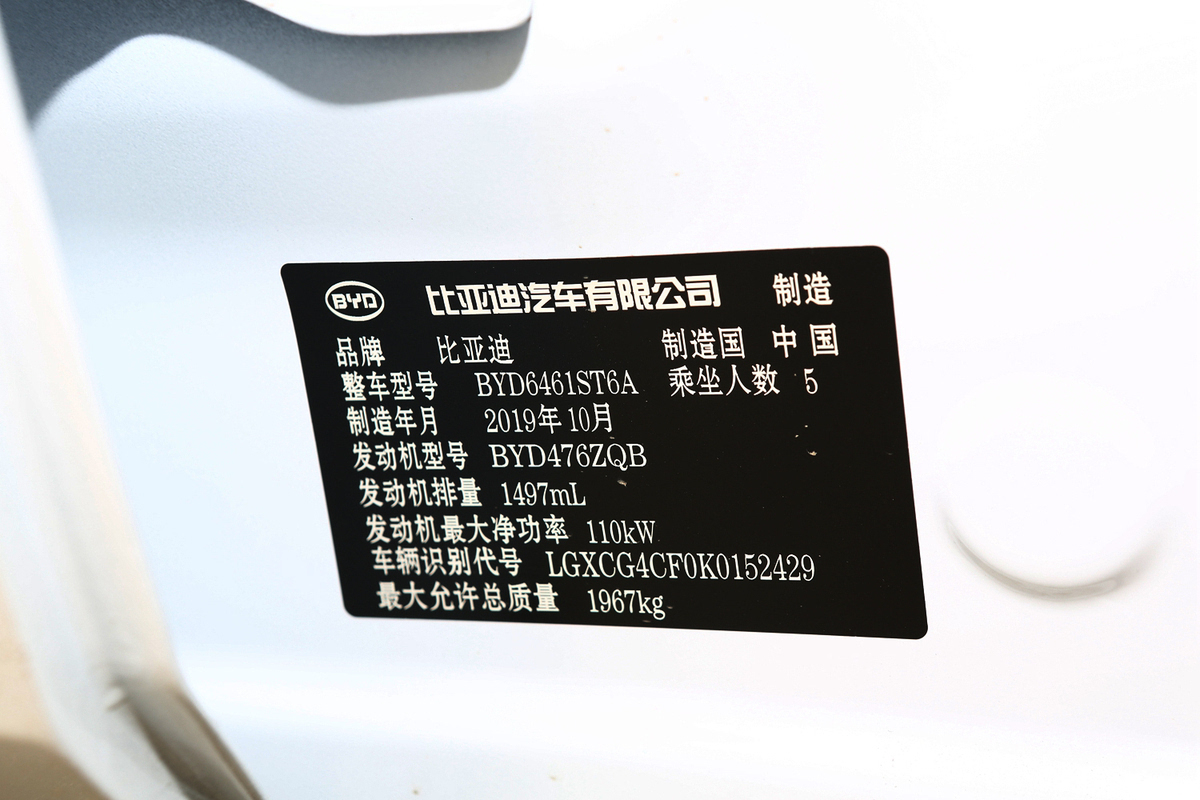 BYD 比亚迪汽车有限公司 制造
品牌 比亚迪 制造国 中国
整车型号 BYD6461ST6A 乘坐人数 5
制造年月 2019年10月
发动机型号 BYD476ZQB
发动机排量 1497mL
发动机最大净功率 110kW
车辆识别代号 LGXCG4CF0K0152429
最大允许总质量 1967kg